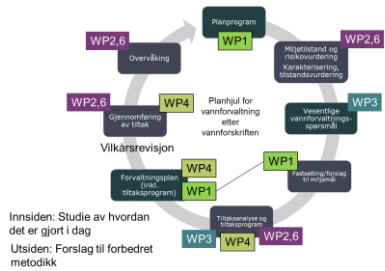 Planprogram
WP1
WP2,6
Miljøtilstand og
risikovurdering
Karakterisering,
tilstandsvurdering
WP2,6
Overvåking
WP3
Vesentlige
vannforvaltnings-
spørsmål
WP2,6
WP4
Gjennomføring
av tiltak
Planhjul for
vannforvaltning
etter
vannforskriften
Vilkårsrevisjon
WP4
WP1
Forvaltningsplan
(inkl.
tiltaksprogram)
WP1
Fastsetting/forslag
til miljømål
Tiltaksanalyse og
tiltaksprogram
WP3
WP4
WP2,6
Innsiden: Studie av hvordan
det er gjort i dag
Utsiden: Forslag til forbedret
metodikk